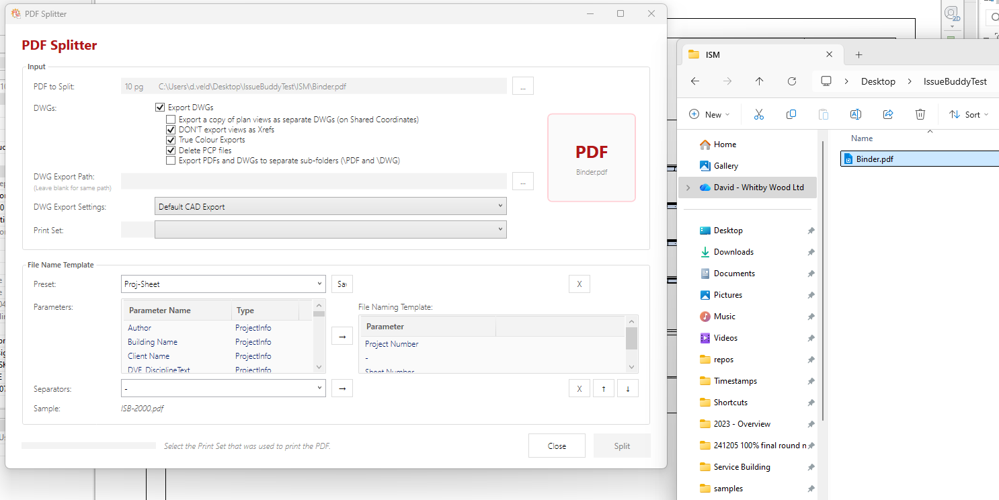 PDF Splitter
PDF Splitter
Input
PDF to Split:
10 pg C:\Users\d.veld\Desktop\IssueBuddyTest\ISM\Binder.pdf
...
DWGs:
Export DWGs
Export a copy of plan views as separate DWGs (on Shared Coordinates)
DON'T export views as Xrefs
True Colour Exports
Delete PCP files
Export PDFs and DWGs to separate sub-folders (\PDF and \DWG)
DWG Export Path:
(Leave blank for same path)
...
DWG Export Settings:
Default CAD Export
Print Set:
PDF
Binder.pdf
File Name Template
Preset:
Proj-Sheet
Sav
X
Parameters:
Parameter Name Type
Author ProjectInfo
Building Name ProjectInfo
Client Name ProjectInfo
DVE_DisciplineText ProjectInfo
→
File Naming Template:
Parameter
Project Number
-
Sheet Number
Separators:
-
→
X ↑ ↓
Sample:
ISB-2000.pdf
Select the Print Set that was used to print the PDF.
Close
Split
2D
ISM
Desktop > IssueBuddyTest
New
Sort
Home
Gallery
David - Whitby Wood Ltd
Desktop
Downloads
Documents
Pictures
Music
Videos
repos
Timestamps
Shortcuts
2023 - Overview
241205 100% final round n
Service Building
samples
Name
Binder.pdf